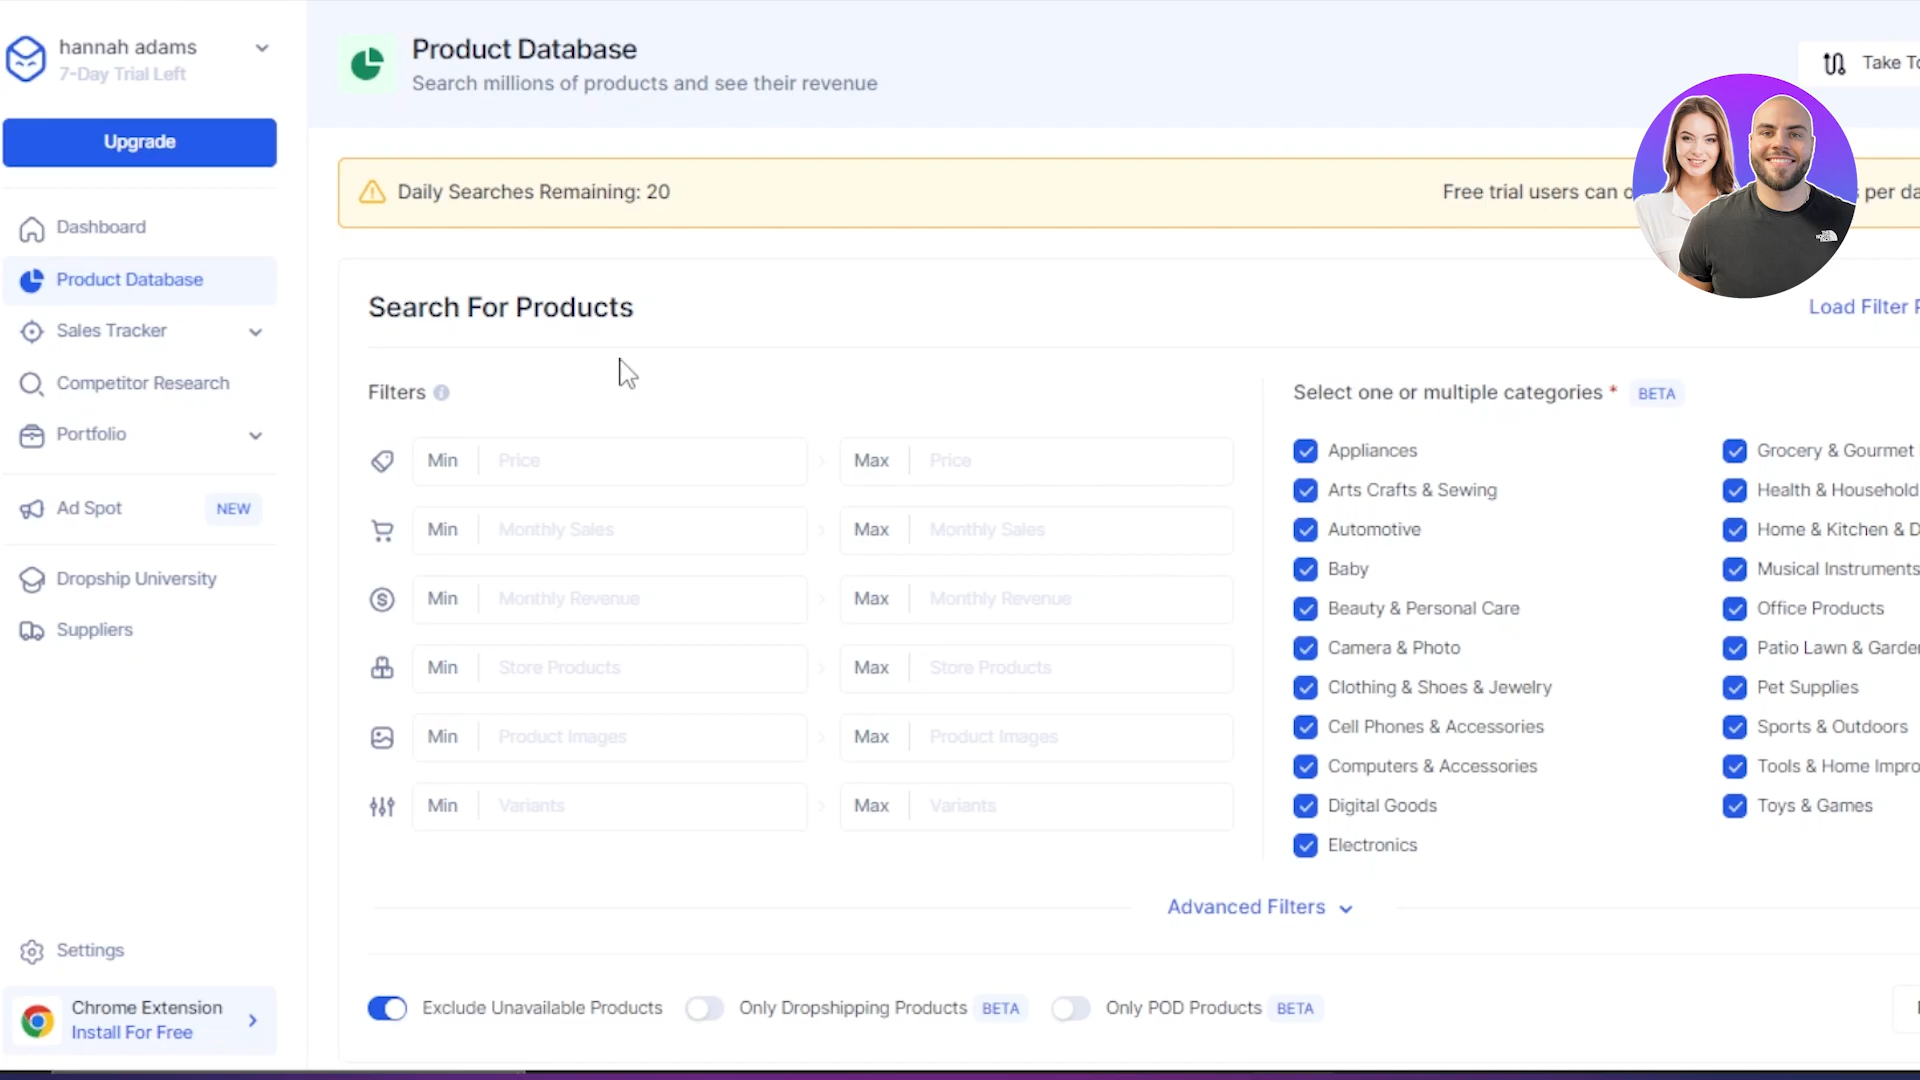 hannah adams
7-Day Trial Left
Upgrade
Dashboard
Product Database
Sales Tracker
Competitor Research
Portfolio
Ad Spot NEW
Dropship University
Suppliers
Settings
Chrome Extension
Install For Free
Product Database
Search millions of products and see their revenue
Take
Daily Searches Remaining: 20
Free trial users can
per
Search For Products
Load Filter
Filters
Min Price Max Price
Min Monthly Sales Max Monthly Sales
Min Monthly Revenue Max Monthly Revenue
Min Store Products Max Store Products
Min Product Images Max Product Images
Min Variants Max Variants
Select one or multiple categories * BETA
Appliances
Arts Crafts & Sewing
Automotive
Baby
Beauty & Personal Care
Camera & Photo
Clothing & Shoes & Jewelry
Cell Phones & Accessories
Computers & Accessories
Digital Goods
Electronics
Grocery & Gourmet
Health & Household
Home & Kitchen &
Musical Instruments
Office Products
Patio Lawn &
Pet Supplies
Sports & Outdoors
Tools & Home
Toys & Games
Advanced Filters
Exclude Unavailable Products
Only Dropshipping Products BETA
Only POD Products BETA